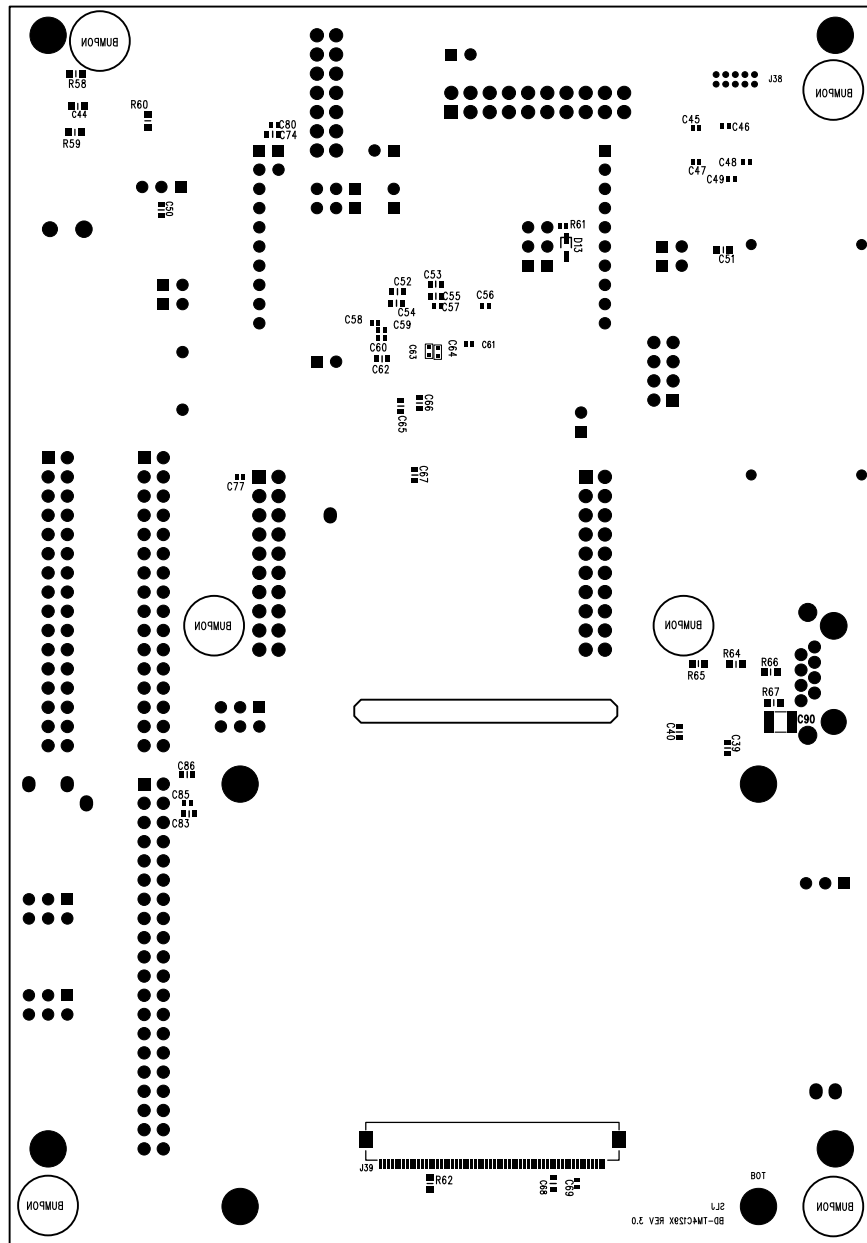 BUMPON
R58
C44
R59
R60
C80
C74
C50
J38
BUMPON
C45
C46
C47
C48
C49
C51
R61
D13
C53
C52
C55
C54
C57
C56
C58
C59
C60
C62
C63
C64
C61
C66
C65
C67
C77
BUMPON
BUMPON
R65
R64
R66
R67
C90
C40
C39
C86
C85
C83
J39
R62
C68
C69
BUMPON
BOT
SLJ
BD-TM4C129X REV 3.0
BUMPON